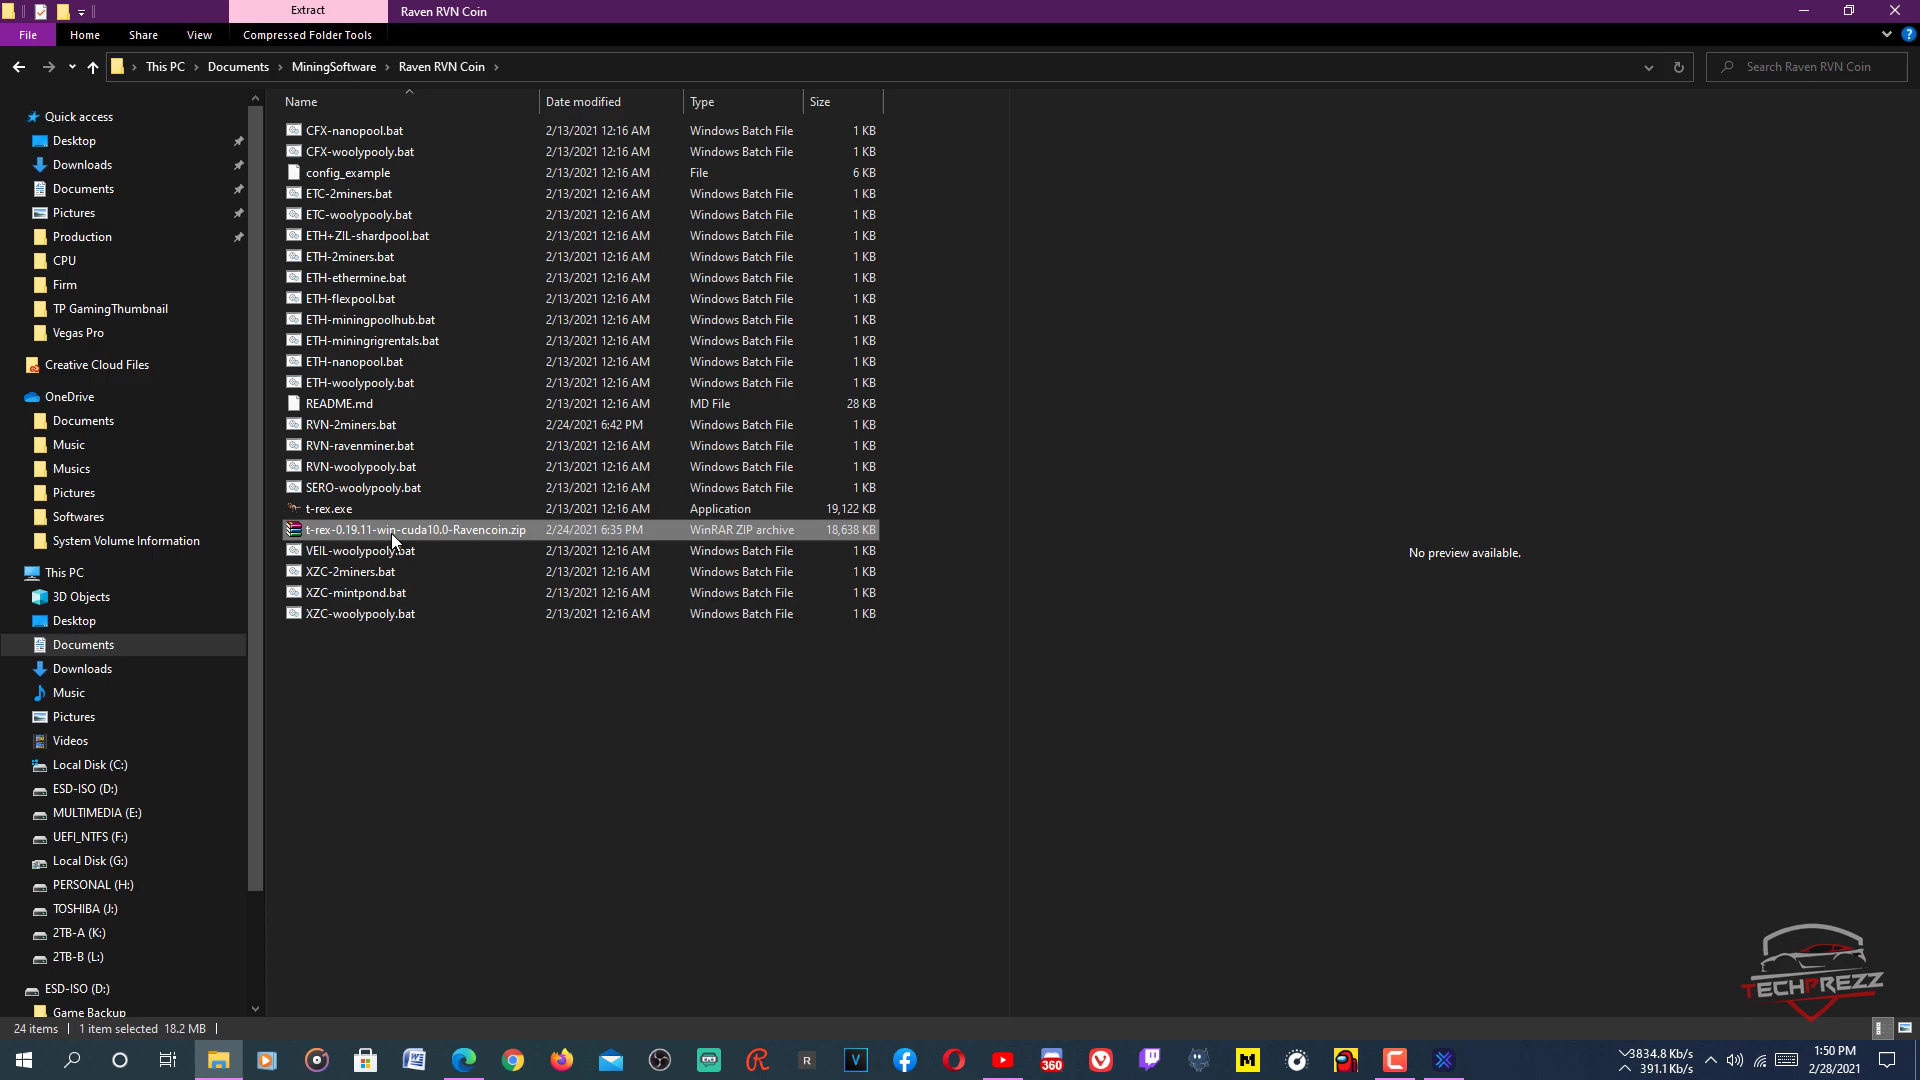 Extract
Raven RVN Coin
File
Home
Share
View
Compressed Folder Tools
This PC > Documents > MiningSoftware > Raven RVN Coin >
Search Raven RVN Coin
Name
Date modified
Type
Size
CFX-nanopool.bat 2/13/2021 12:16 AM Windows Batch File 1 KB
CFX-woolypooly.bat 2/13/2021 12:16 AM Windows Batch File 1 KB
config_example 2/13/2021 12:16 AM File 6 KB
ETC-2miners.bat 2/13/2021 12:16 AM Windows Batch File 1 KB
ETC-woolypooly.bat 2/13/2021 12:16 AM Windows Batch File 1 KB
ETH+ZIL-shardpool.bat 2/13/2021 12:16 AM Windows Batch File 1 KB
ETH-2miners.bat 2/13/2021 12:16 AM Windows Batch File 1 KB
ETH-ethermine.bat 2/13/2021 12:16 AM Windows Batch File 1 KB
ETH-flexpool.bat 2/13/2021 12:16 AM Windows Batch File 1 KB
ETH-miningpoolhub.bat 2/13/2021 12:16 AM Windows Batch File 1 KB
ETH-miningrigrentals.bat 2/13/2021 12:16 AM Windows Batch File 1 KB
ETH-nanopool.bat 2/13/2021 12:16 AM Windows Batch File 1 KB
ETH-woolypooly.bat 2/13/2021 12:16 AM Windows Batch File 1 KB
README.md 2/13/2021 12:16 AM MD File 28 KB
RVN-2miners.bat 2/24/2021 6:42 PM Windows Batch File 1 KB
RVN-ravenminer.bat 2/13/2021 12:16 AM Windows Batch File 1 KB
RVN-woolypooly.bat 2/13/2021 12:16 AM Windows Batch File 1 KB
SERO-woolypooly.bat 2/13/2021 12:16 AM Windows Batch File 1 KB
t-rex.exe 2/13/2021 12:16 AM Application 19,122 KB
t-rex-0.19.11-win-cuda10.0-Ravencoin.zip 2/24/2021 6:35 PM WinRAR ZIP archive 18,638 KB
VEIL-woolypooly.bat 2/13/2021 12:16 AM Windows Batch File 1 KB
XZC-2miners.bat 2/13/2021 12:16 AM Windows Batch File 1 KB
XZC-mintpond.bat 2/13/2021 12:16 AM Windows Batch File 1 KB
XZC-woolypooly.bat 2/13/2021 12:16 AM Windows Batch File 1 KB
Quick access
Desktop
Downloads
Documents
Pictures
Production
CPU
Firm
TP GamingThumbnail
Vegas Pro
Creative Cloud Files
OneDrive
Documents
Music
Musics
Pictures
Softwares
System Volume Information
This PC
3D Objects
Desktop
Documents
Downloads
Music
Pictures
Videos
Local Disk (C:)
ESD-ISO (D:)
MULTIMEDIA (E:)
UEFI_NTFS (F:)
Local Disk (G:)
PERSONAL (H:)
TOSHIBA (J:)
2TB-A (K:)
2TB-B (L:)
ESD-ISO (D:)
Game Backup
No preview available.
TECHPREZZ
24 items
1 item selected 18.2 MB
3834.8 Kb/s
391.1 Kb/s
1:50 PM
2/28/2021
360